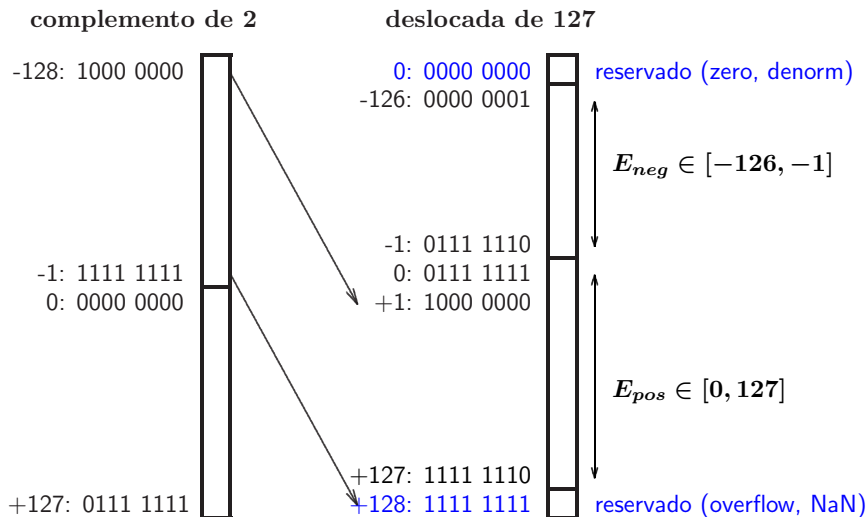 complemento de 2 deslocada de 127
-128: 1000 0000 0: 0000 0000 reservado (zero, denorm)
-126: 0000 0001
E_neg ∈ [−126, −1]
-1: 0111 1110
-1: 1111 1111 0: 0111 1111
0: 0000 0000 +1: 1000 0000
E_pos ∈ [0, 127]
+127: 1111 1110
+127: 0111 1111 +128: 1111 1111 reservado (overflow, NaN)